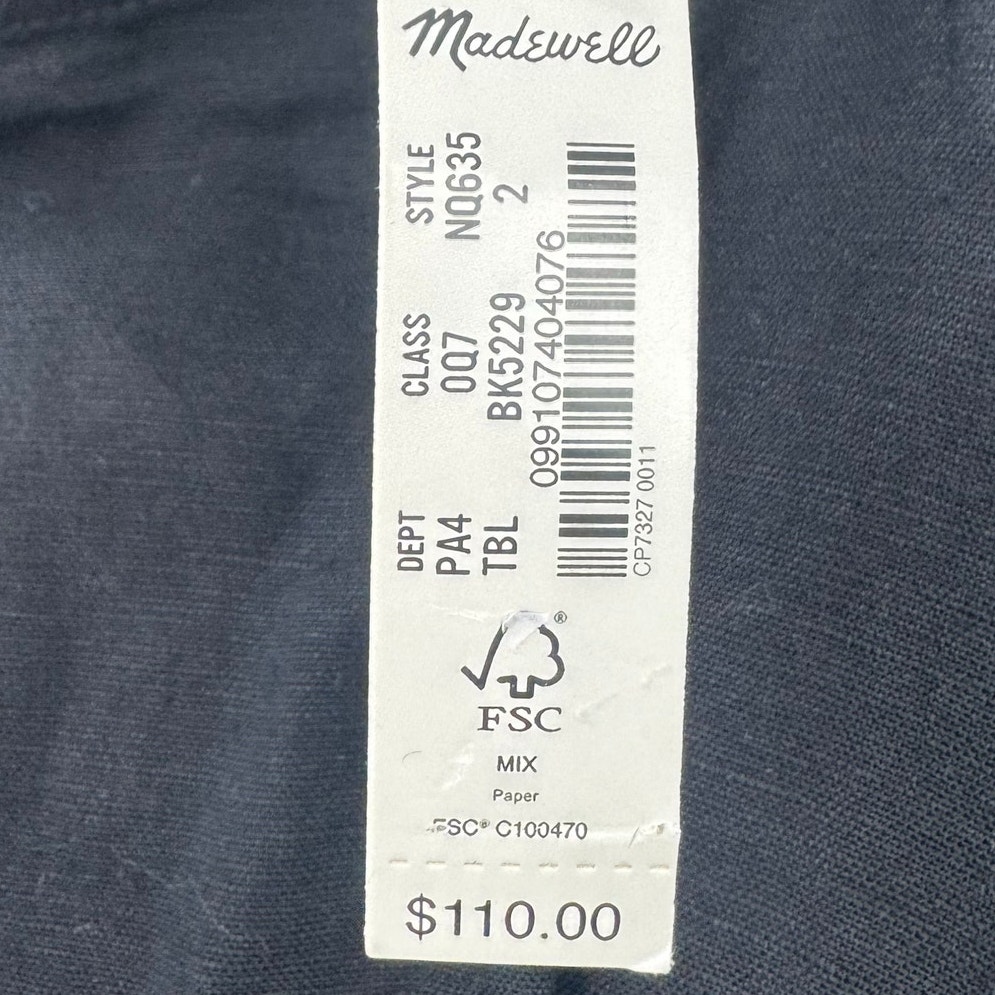 Madewell
STYLE
NQ635
2
CLASS
0Q7
BK5229
DEPT
PA4
TBL
099107404076
CP7327 0011
®
FSC
MIX
Paper
FSC® C100470
$110.00